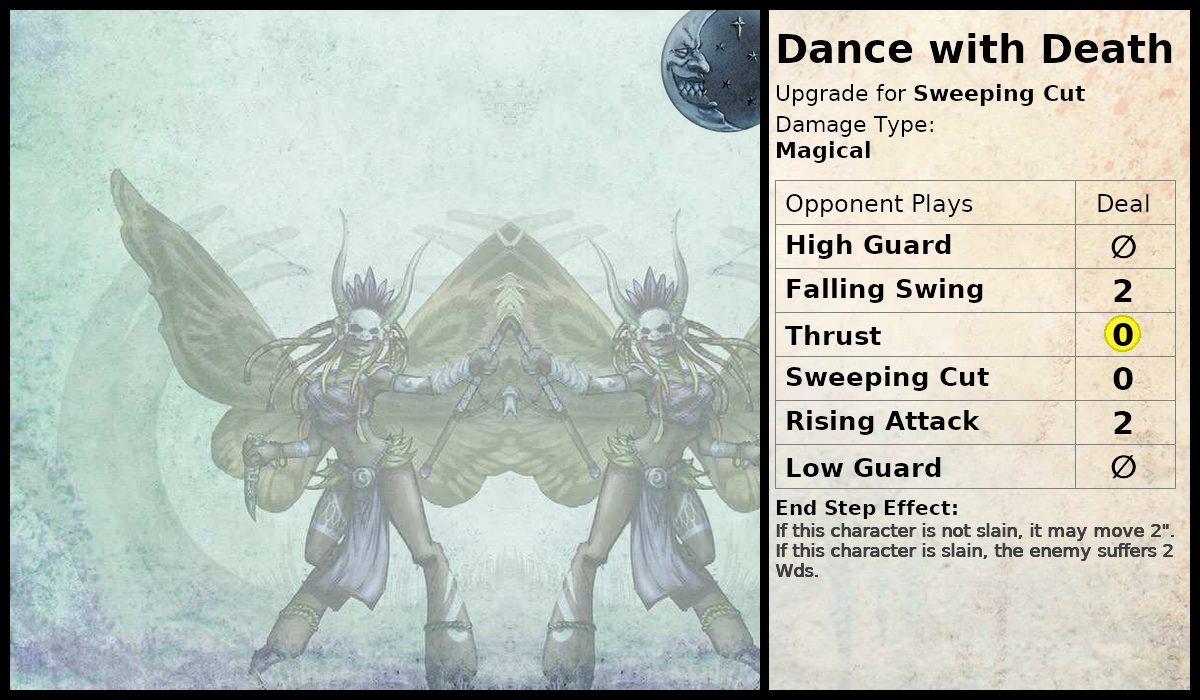 Dance with Death
Upgrade for Sweeping Cut
Damage Type:
Magical
Opponent Plays Deal
High Guard ∅
Falling Swing 2
Thrust 0
Sweeping Cut 0
Rising Attack 2
Low Guard ∅
End Step Effect:
If this character is not slain, it may move 2".
If this character is slain, the enemy suffers 2
Wds.